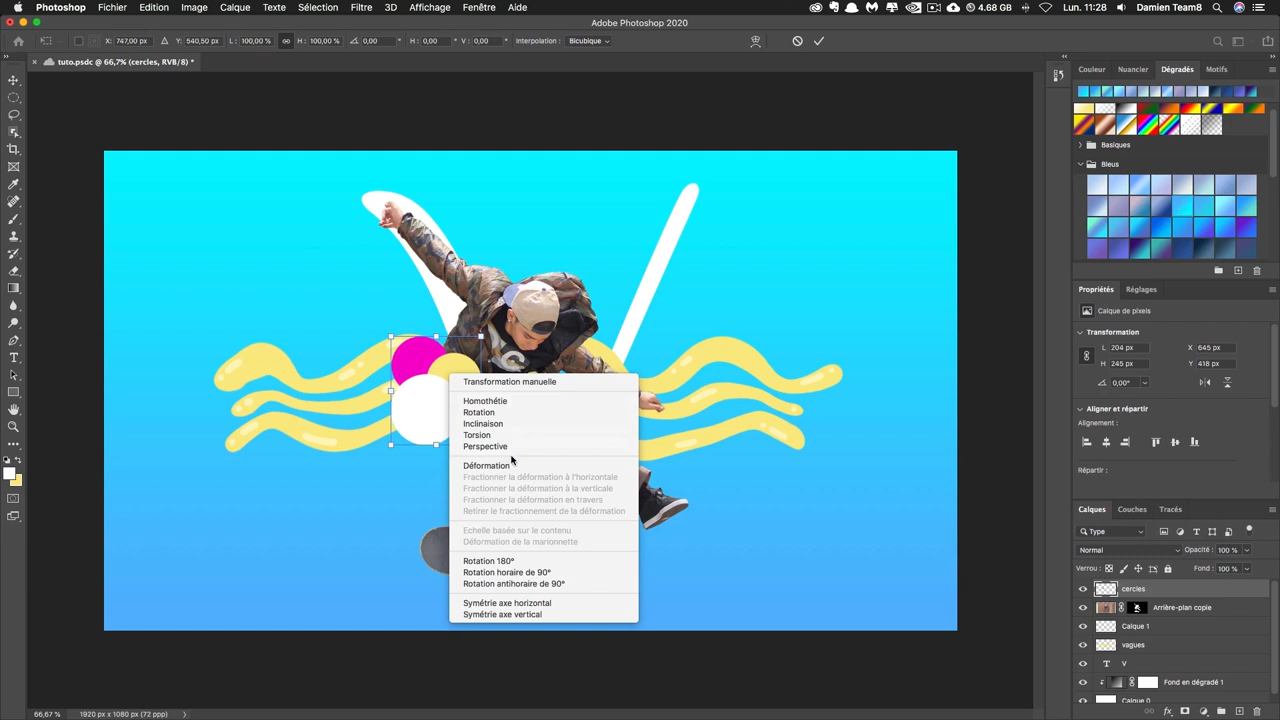 Photoshop Fichier Edition Image Calque Texte Sélection Filtre 3D Affichage Fenêtre Aide 4.68 GB Lun. 11:28 Damien Team8
Adobe Photoshop 2020
X: 747,00 px Y: 540,50 px L: 100,00 % H: 100,00 % 0,00 ° H: 0,00 ° V: 0,00 ° Interpolation : Bicubique
tuto.psdc @ 66,7% (cercles, RVB/8) *
Couleur Nuancier Dégradés Motifs
Basiques
Bleus
Propriétés Réglages
Calque de pixels
Transformation
L 204 px X 645 px
H 245 px Y 418 px
0,00°
Aligner et répartir
Alignement :
Répartir :
Calques Couches Tracés
Type
Normal Opacité : 100 %
Verrou : Fond : 100 %
cercles
Arrière-plan copie
Calque 1
vagues
T V
Fond en dégradé 1
Calque 0
Transformation manuelle
Homothétie
Rotation
Inclinaison
Torsion
Perspective
Déformation
Fractionner la déformation à l'horizontale
Fractionner la déformation à la verticale
Fractionner la déformation en travers
Retirer le fractionnement de la déformation
Echelle basée sur le contenu
Déformation de la marionnette
Rotation 180°
Rotation horaire de 90°
Rotation antihoraire de 90°
Symétrie axe horizontal
Symétrie axe vertical
66,67 % 1920 px x 1080 px (72 ppp)